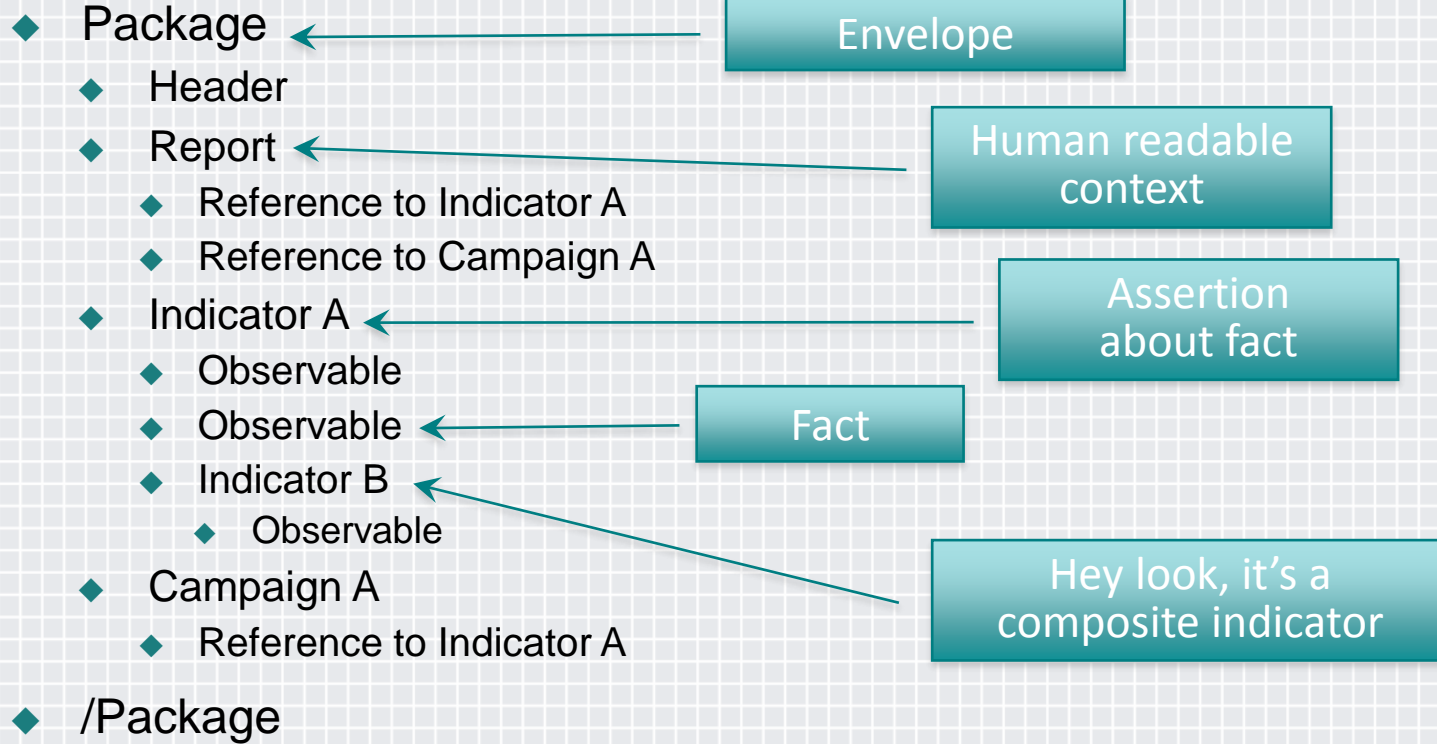 Package
Envelope
Header
Report
Human readable
context
Reference to Indicator A
Reference to Campaign A
Indicator A
Assertion
about fact
Observable
Observable
Fact
Indicator B
Observable
Hey look, it’s a
composite indicator
Campaign A
Reference to Indicator A
/Package